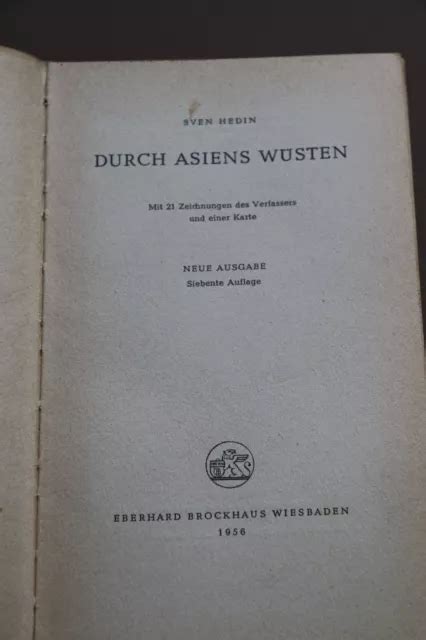 SVEN HEDIN
DURCH ASIENS WÜSTEN
Mit 21 Zeichnungen des Verfassers
und einer Karte
NEUE AUSGABE
Siebente Auflage
EBERHARD BROCKHAUS WIESBADEN
1956